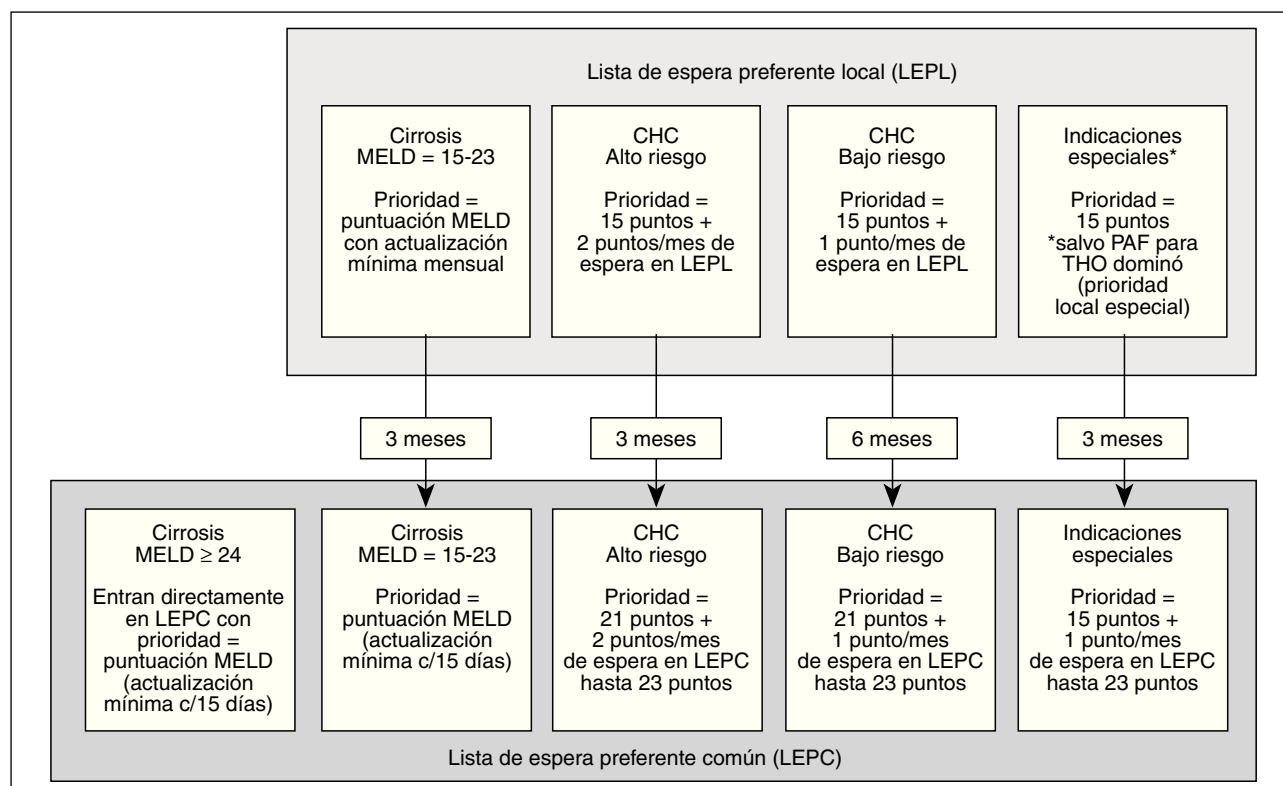 Lista de espera preferente local (LEPL)
Cirrosis
MELD = 15-23
Prioridad =
puntuación MELD
con actualización
mínima mensual
CHC
Alto riesgo
Prioridad =
15 puntos +
2 puntos/mes de
espera en LEPL
CHC
Bajo riesgo
Prioridad =
15 puntos +
1 punto/mes de
espera en LEPL
Indicaciones
especiales*
Prioridad =
15 puntos
*salvo PAF para
THO dominó
(prioridad
local especial)
3 meses
3 meses
6 meses
3 meses
Cirrosis
MELD ≥ 24
Entran directamente
en LEPC con
prioridad =
puntuación MELD
(actualización
mínima c/15 días)
Cirrosis
MELD = 15-23
Prioridad =
puntuación MELD
(actualización
mínima c/15 días)
CHC
Alto riesgo
Prioridad =
21 puntos +
2 puntos/mes
de espera en LEPC
hasta 23 puntos
CHC
Bajo riesgo
Prioridad =
21 puntos +
1 punto/mes
de espera en LEPC
hasta 23 puntos
Indicaciones
especiales
Prioridad =
15 puntos +
1 punto/mes
de espera en LEPC
hasta 23 puntos
Lista de espera preferente común (LEPC)